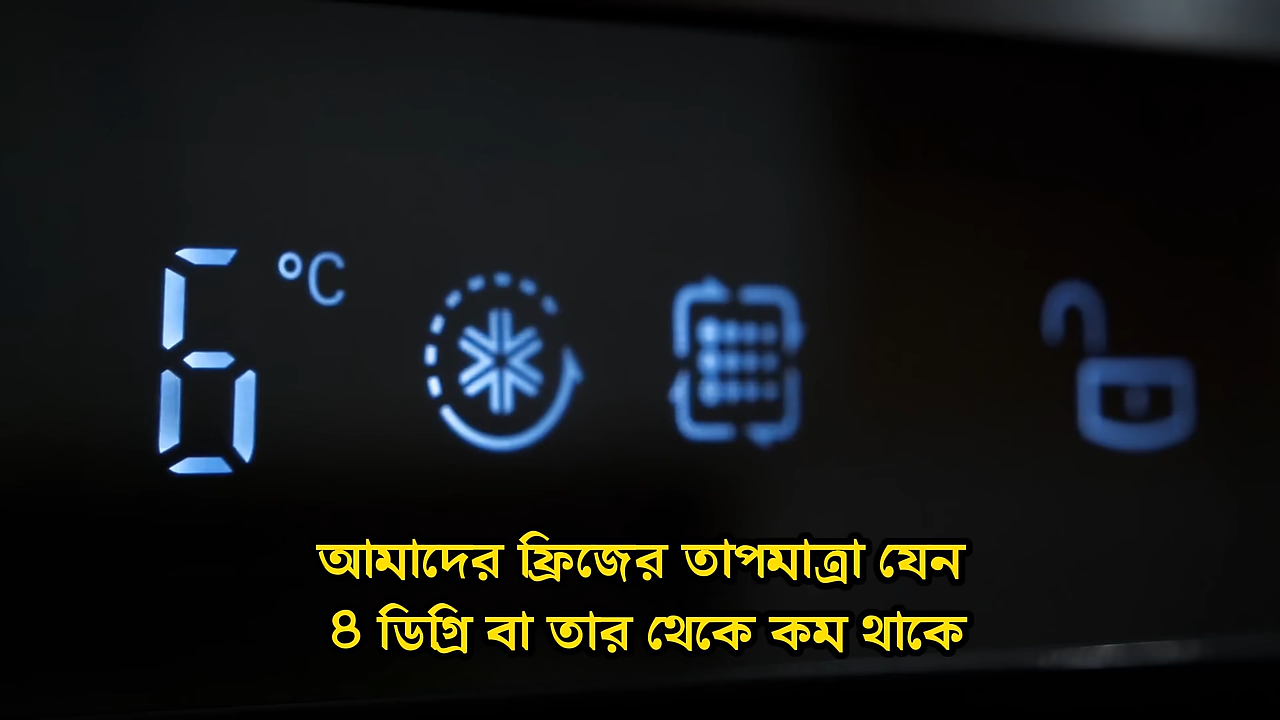 6 °C
আমাদের ফ্রিজের তাপমাত্রা যেন
৪ ডিগ্রি বা তার থেকে কম থাকে